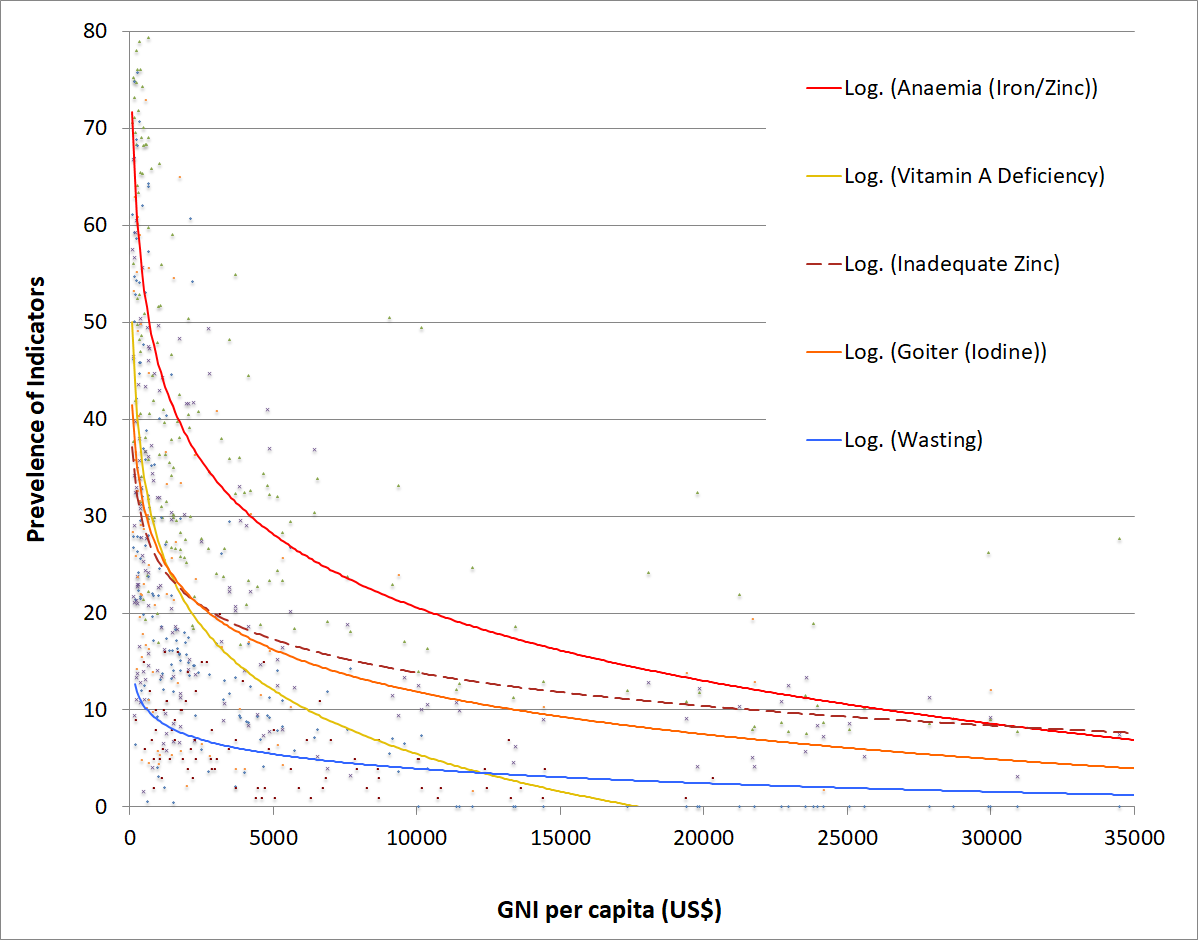 80
70
60
50
40
30
20
10
0
Prevelence of Indicators
Log. (Anaemia (Iron/Zinc))
Log. (Vitamin A Deficiency)
Log. (Inadequate Zinc)
Log. (Goiter (Iodine))
Log. (Wasting)
0 5000 10000 15000 20000 25000 30000 35000
GNI per capita (US$)